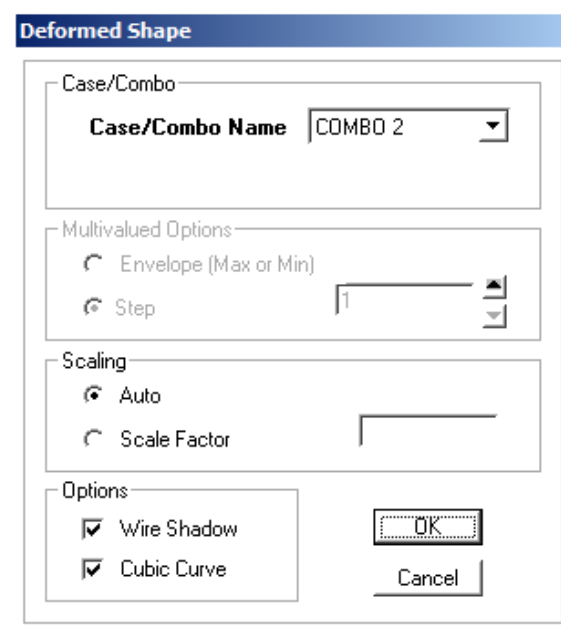 Deformed Shape
Case/Combo
Case/Combo Name COMBO 2
Multivalued Options
Envelope (Max or Min)
Step 1
Scaling
Auto
Scale Factor
Options
Wire Shadow OK
Cubic Curve Cancel